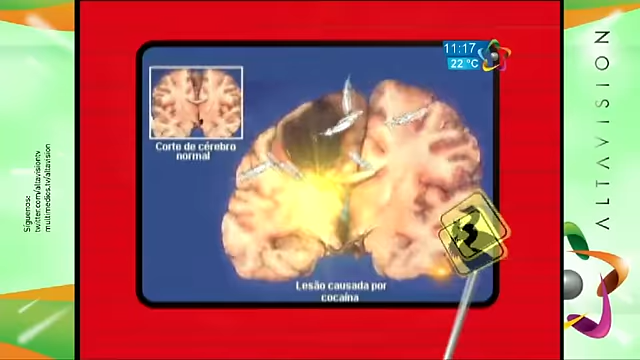 11:17
22 °C
Corte de cérebro
normal
Lesão causada por
cocaína
Síguenos:
twitter.com/altavisiontv
multimedios.tv/altavision
ALTAVISION